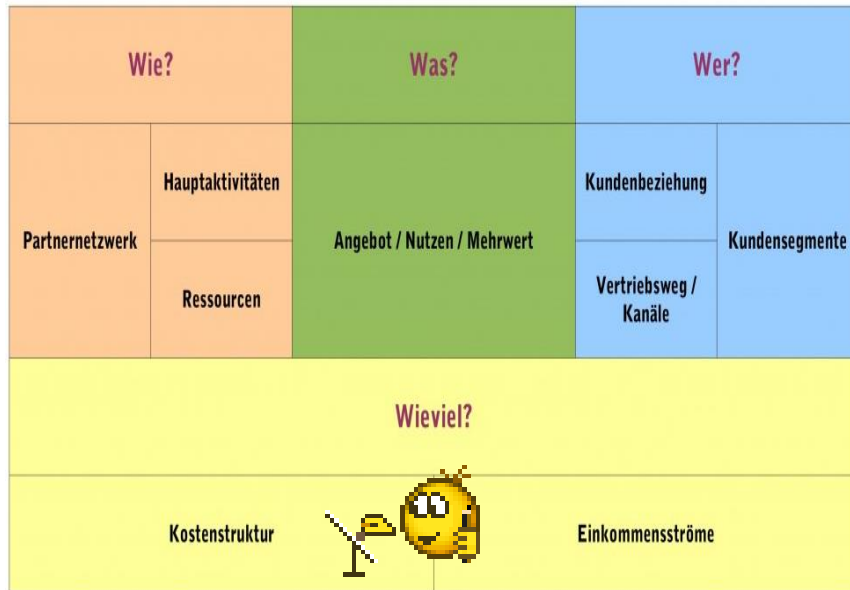 Wie?
Was?
Wer?
Partnernetzwerk
Hauptaktivitäten
Ressourcen
Angebot / Nutzen / Mehrwert
Kundenbeziehung
Vertriebsweg /
Kanäle
Kundensegmente
Wieviel?
Kostenstruktur
Einkommensströme